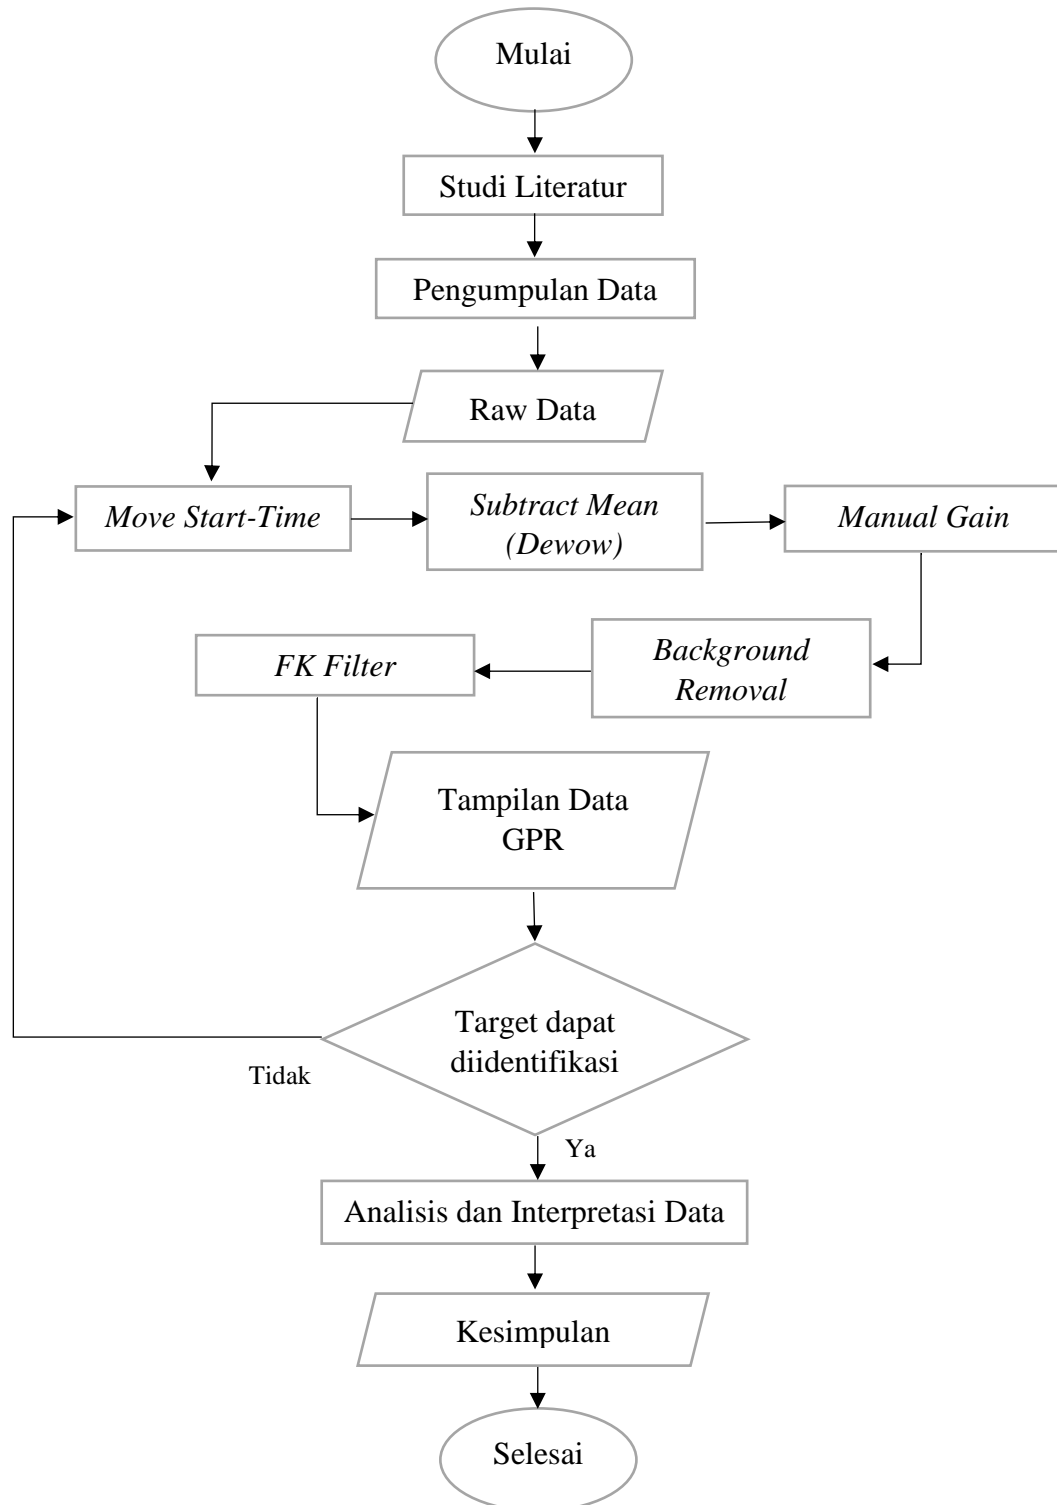 Mulai
Studi Literatur
Pengumpulan Data
Raw Data
Move Start-Time
Subtract Mean
(Dewow)
Manual Gain
Background
Removal
FK Filter
Tampilan Data
GPR
Target dapat
diidentifikasi
Tidak
Ya
Analisis dan Interpretasi Data
Kesimpulan
Selesai